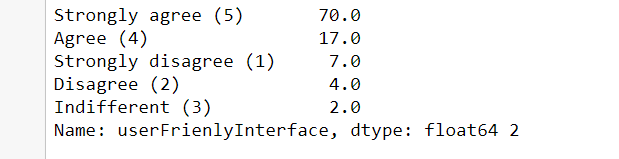 Strongly agree (5) 70.0
Agree (4) 17.0
Strongly disagree (1) 7.0
Disagree (2) 4.0
Indifferent (3) 2.0
Name: userFrienlyInterface, dtype: float64 2